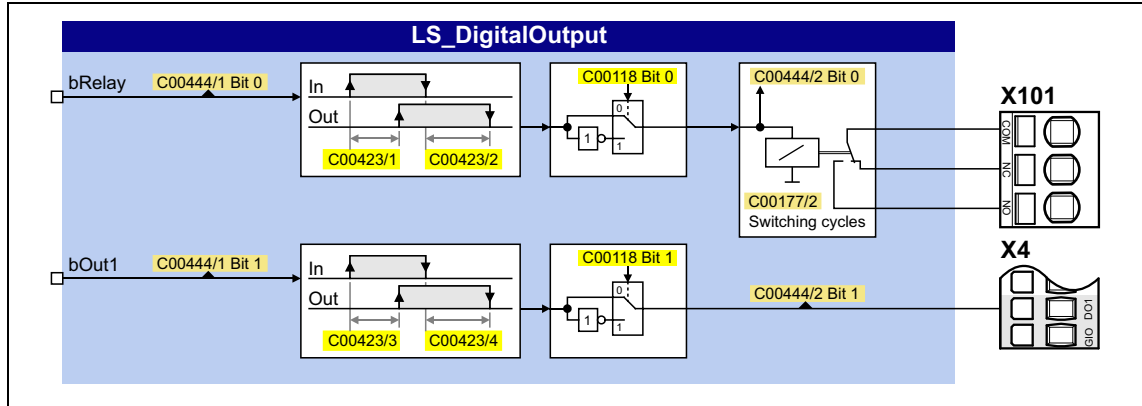 LS_DigitalOutput
bRelay
C00444/1 Bit 0
In
Out
C00423/1
C00423/2
C00118 Bit 0
0
1
1
C00444/2 Bit 0
C00177/2
Switching cycles
X101
COM
NC
NO
bOut1
C00444/1 Bit 1
In
Out
C00423/3
C00423/4
C00118 Bit 1
0
1
1
C00444/2 Bit 1
X4
DO1
GIO